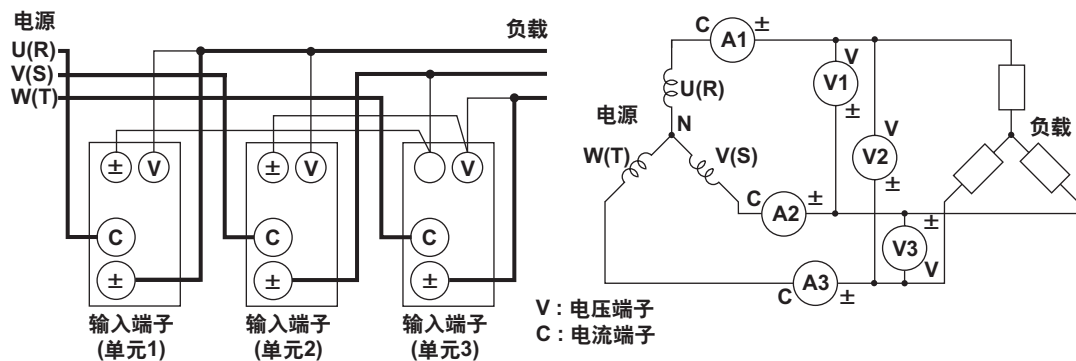 电源
负载
U(R)
V(S)
W(T)
± V
± V
V
C
C
C
±
±
±
输入端子
(单元1)
输入端子
(单元2)
输入端子
(单元3)
C A1 ±
U(R)
V
V1
±
电源
N
W(T)
V(S)
V
V2
±
负载
C A2 ±
±
V3
V
C A3 ±
V : 电压端子
C : 电流端子